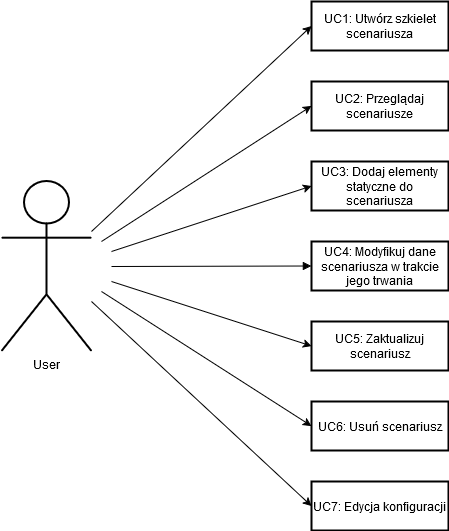 UC1: Utwórz szkielet
scenariusza
UC2: Przeglądaj
scenariusze
UC3: Dodaj elementy
statyczne do
scenariusza
UC4: Modyfikuj dane
scenariusza w trakcie
jego trwania
UC5: Zaktualizuj
scenariusz
UC6: Usuń scenariusz
UC7: Edycja konfiguracji
User